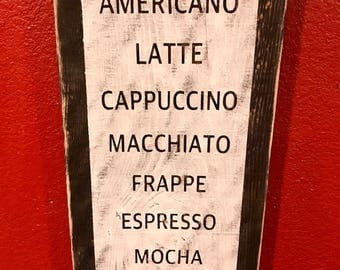 AMERICANO
LATTE
CAPPUCCINO
MACCHIATO
FRAPPE
ESPRESSO
MOCHA